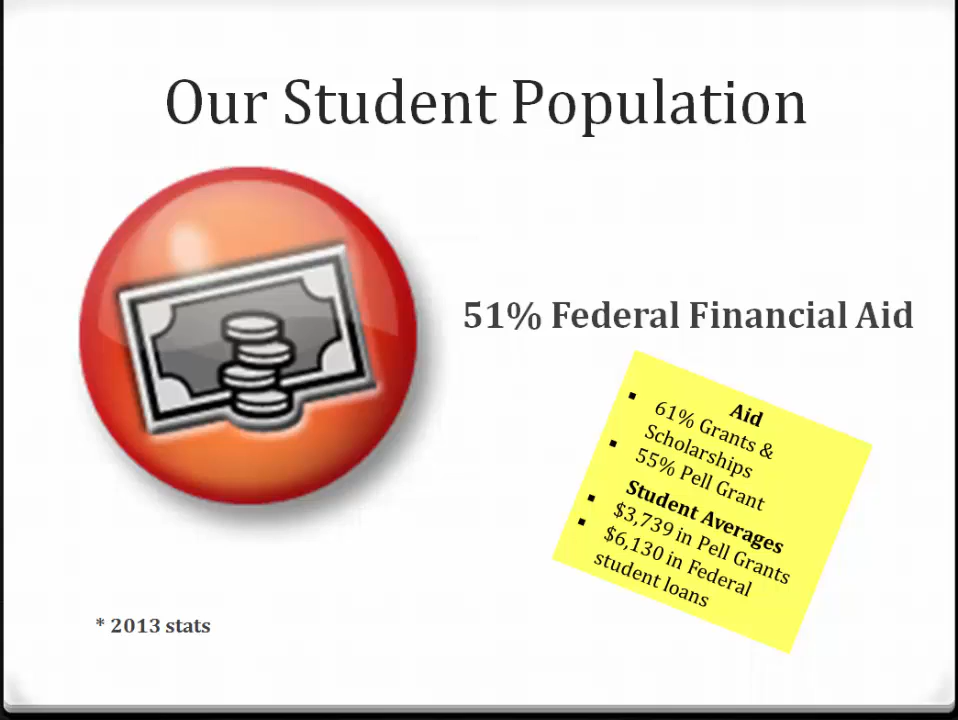 Our Student Population
51% Federal Financial Aid
Aid
▪ 61% Grants &
Scholarships
▪ 55% Pell Grant
Student Averages
▪ $3,739 in Pell Grants
▪ $6,130 in Federal
student loans
* 2013 stats